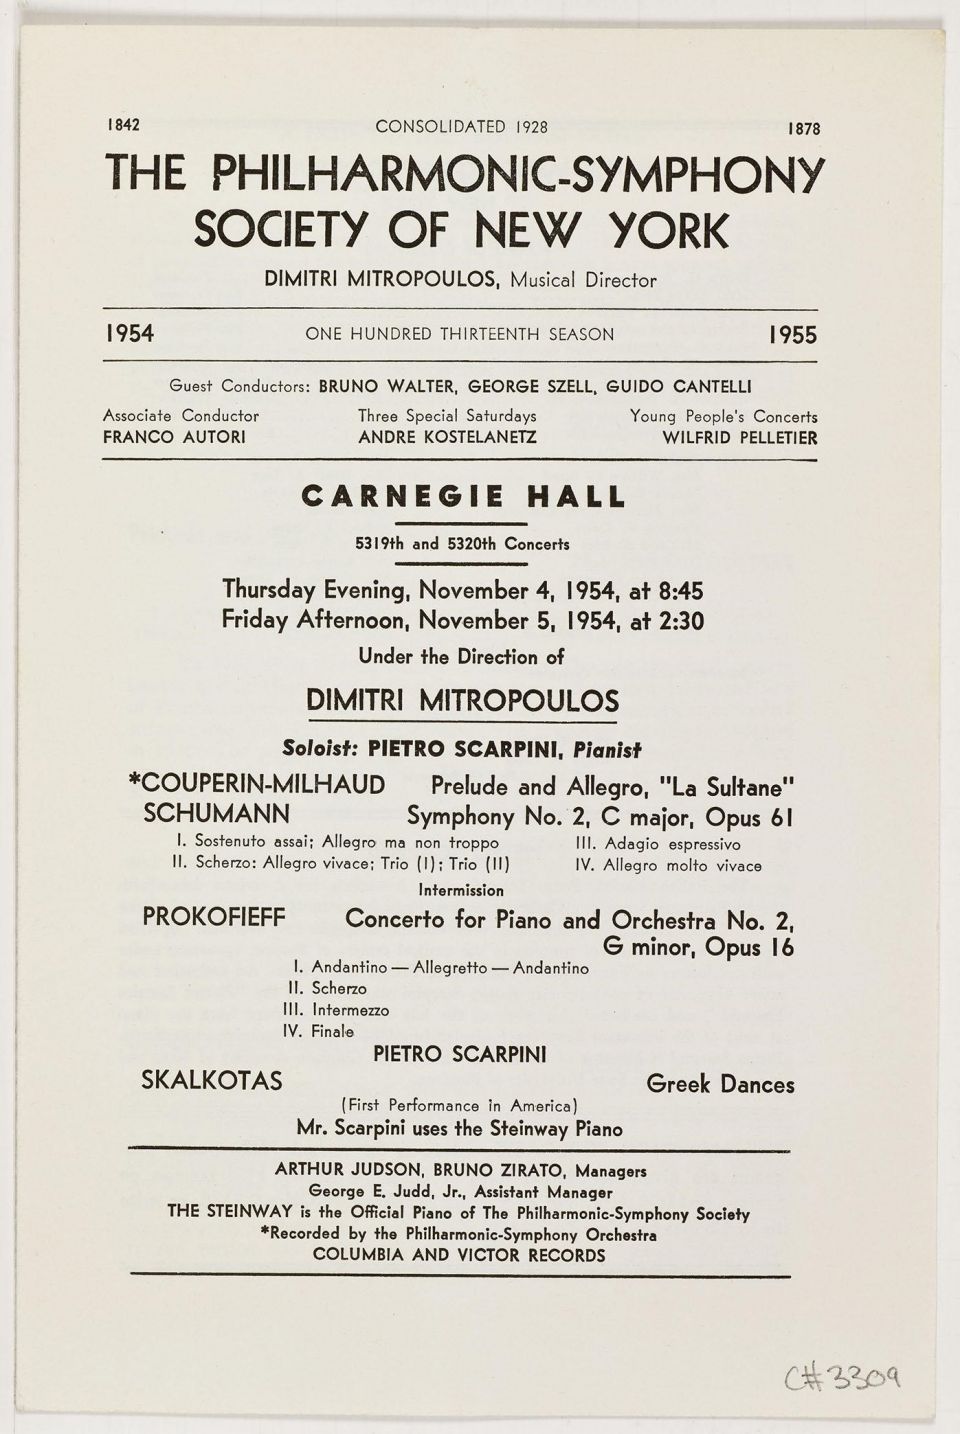 1842 CONSOLIDATED 1928 1878
THE PHILHARMONIC-SYMPHONY
SOCIETY OF NEW YORK
DIMITRI MITROPOULOS, Musical Director
1954 ONE HUNDRED THIRTEENTH SEASON 1955
Guest Conductors: BRUNO WALTER, GEORGE SZELL, GUIDO CANTELLI
Associate Conductor Three Special Saturdays Young People's Concerts
FRANCO AUTORI ANDRE KOSTELANETZ WILFRID PELLETIER
CARNEGIE HALL
5319th and 5320th Concerts
Thursday Evening, November 4, 1954, at 8:45
Friday Afternoon, November 5, 1954, at 2:30
Under the Direction of
DIMITRI MITROPOULOS
Soloist: PIETRO SCARPINI, Pianist
*COUPERIN-MILHAUD Prelude and Allegro, "La Sultane"
SCHUMANN Symphony No. 2, C major, Opus 61
I. Sostenuto assai; Allegro ma non troppo III. Adagio espressivo
II. Scherzo: Allegro vivace; Trio (I); Trio (II) IV. Allegro molto vivace
Intermission
PROKOFIEFF Concerto for Piano and Orchestra No. 2,
G minor, Opus 16
I. Andantino — Allegretto — Andantino
II. Scherzo
III. Intermezzo
IV. Finale
PIETRO SCARPINI
SKALKOTAS Greek Dances
(First Performance in America)
Mr. Scarpini uses the Steinway Piano
ARTHUR JUDSON, BRUNO ZIRATO, Managers
George E. Judd, Jr., Assistant Manager
THE STEINWAY is the Official Piano of The Philharmonic-Symphony Society
*Recorded by the Philharmonic-Symphony Orchestra
COLUMBIA AND VICTOR RECORDS
C# 3309